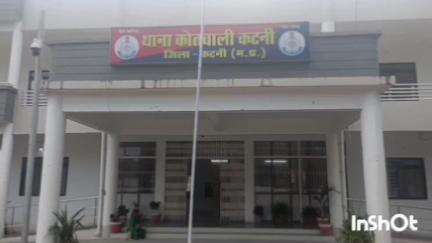 थाना कोतवाली कटनी
जिला - कटनी (म.प्र.)
InShOt